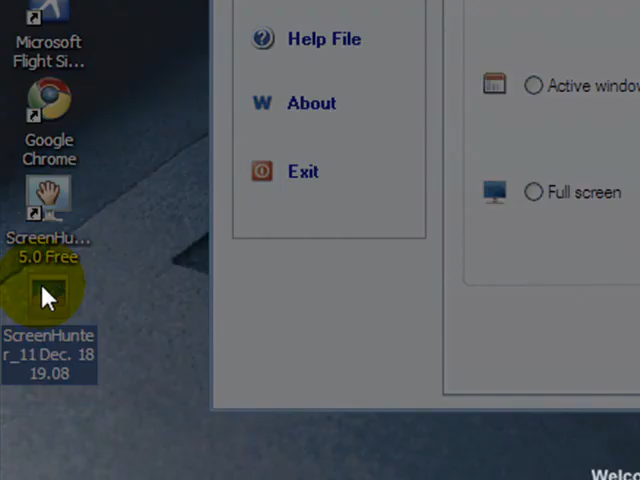 Microsoft
Flight Si...
Google
Chrome
ScreenHu...
5.0 Free
ScreenHunte
r_11 Dec. 18
19.08
Help File
W About
Exit
Active windo
Full screen
Welco